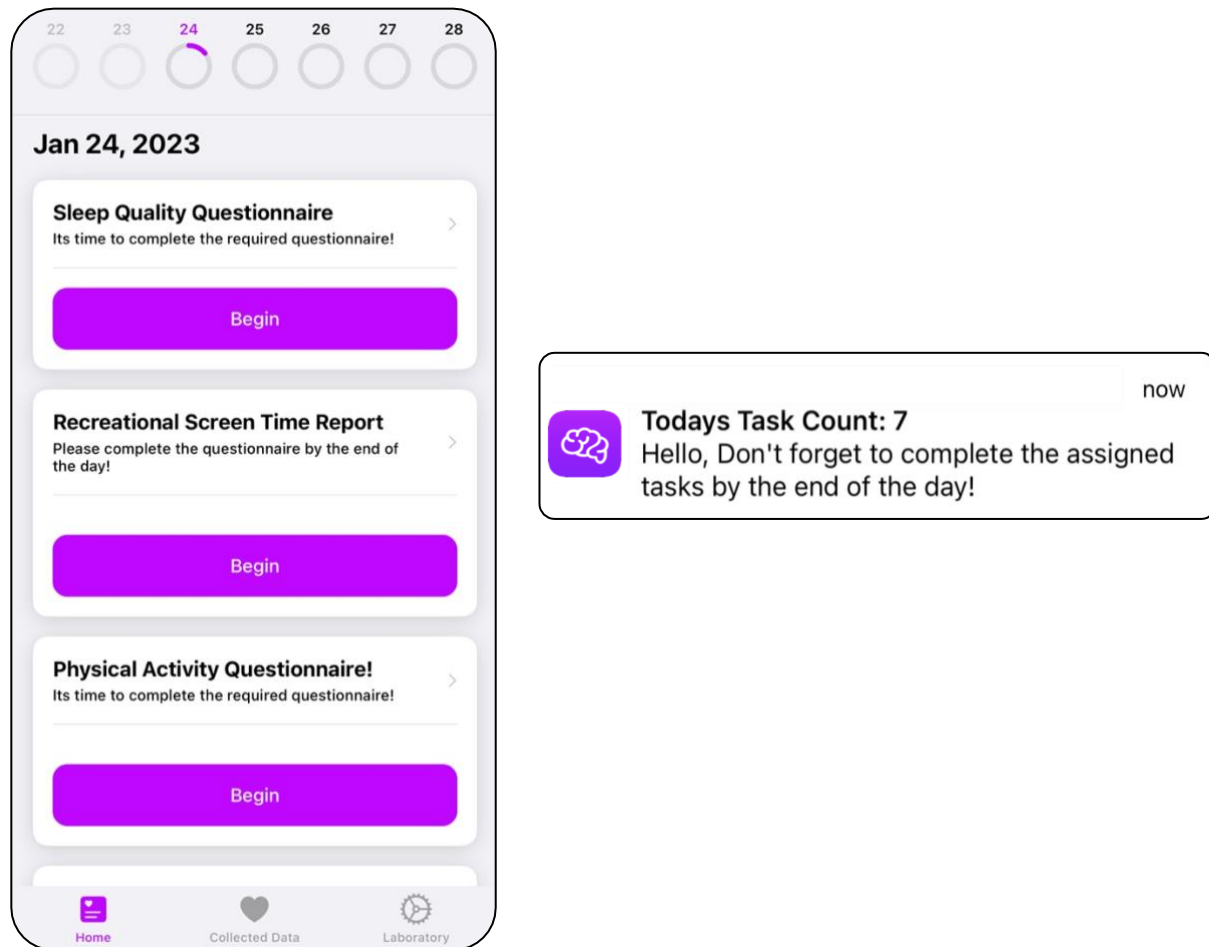 22 23 24 25 26 27 28
Jan 24, 2023
Sleep Quality Questionnaire
Its time to complete the required questionnaire!
Begin
Recreational Screen Time Report
Please complete the questionnaire by the end of
the day!
Begin
Physical Activity Questionnaire!
Its time to complete the required questionnaire!
Begin
Home Collected Data Laboratory
now
Todays Task Count: 7
Hello, Don't forget to complete the assigned
tasks by the end of the day!